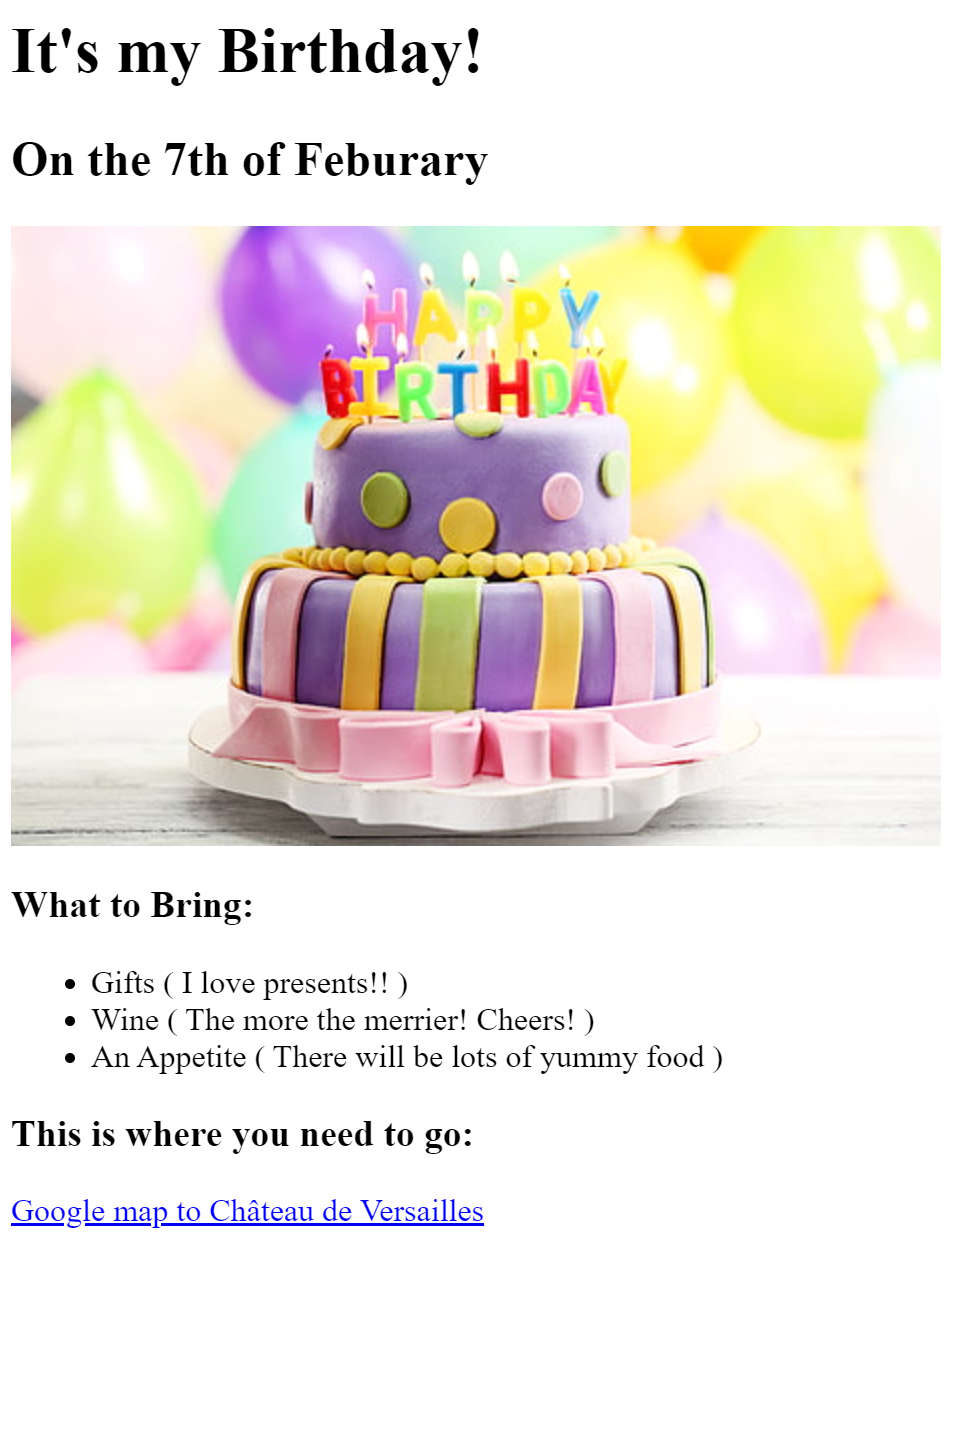 It's my Birthday!
On the 7th of Feburary
HAPPY
BIRTHDAY
What to Bring:
Gifts ( I love presents!! )
Wine ( The more the merrier! Cheers! )
An Appetite ( There will be lots of yummy food )
This is where you need to go:
Google map to Château de Versailles